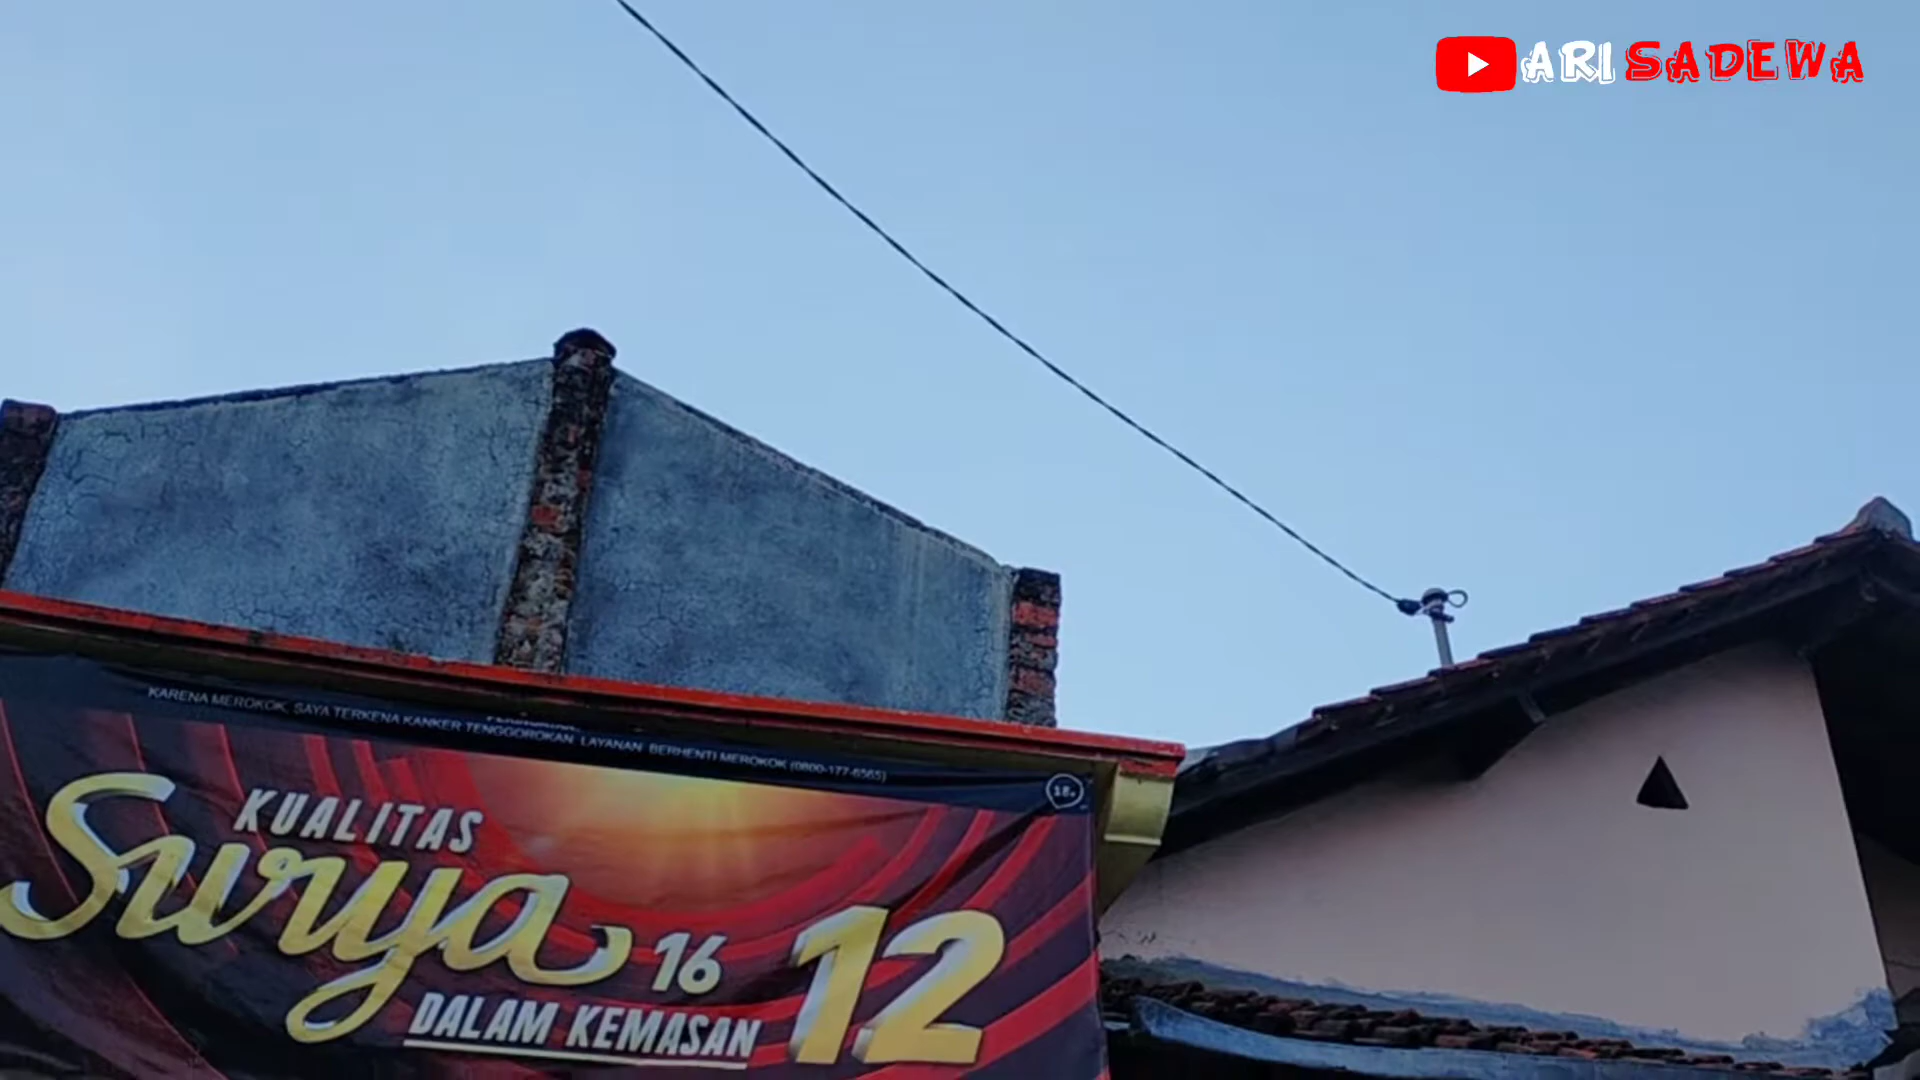 ARI SADEWA
KARENA MEROKOK, SAYA TERKENA KANKER TENGGOROKAN. LAYANAN BERHENTI MEROKOK (0800-177-6565)
18+
KUALITAS
Surya 16 12
DALAM KEMASAN